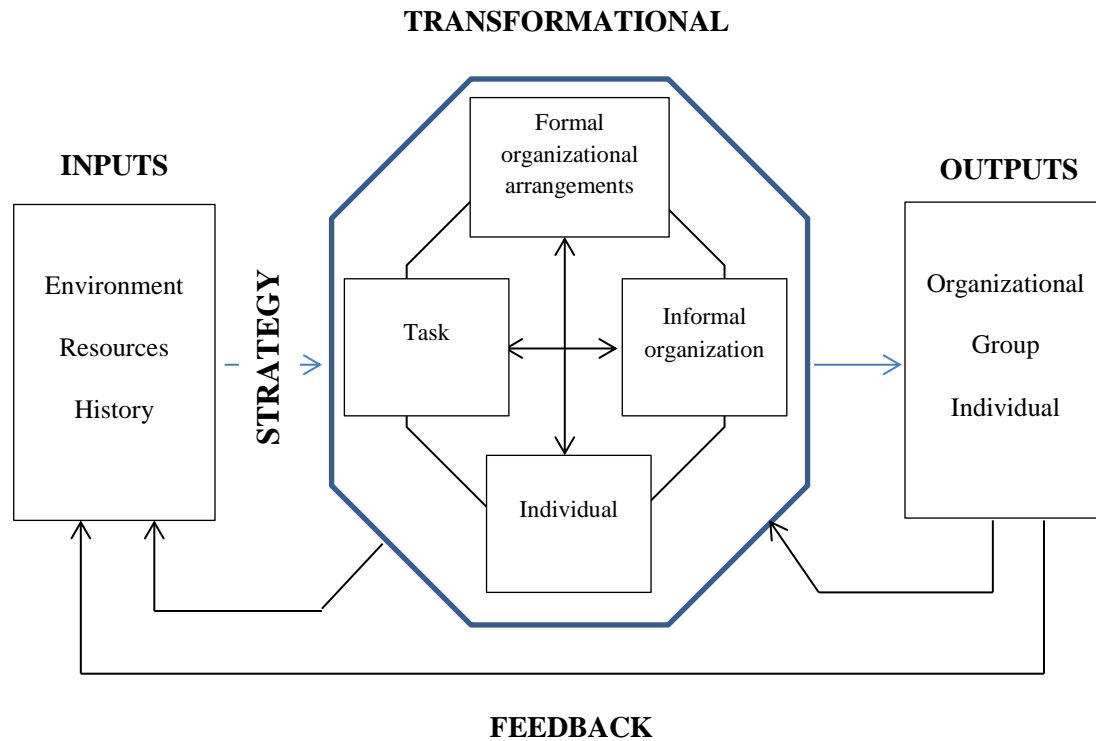 TRANSFORMATIONAL
INPUTS
Environment
Resources
History
STRATEGY
Formal
organizational
arrangements
Task
Informal
organization
Individual
OUTPUTS
Organizational
Group
Individual
FEEDBACK